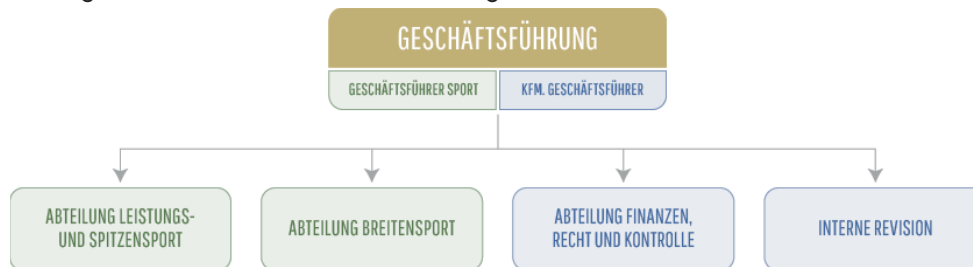 GESCHÄFTSFÜHRUNG
GESCHÄFTSFÜHRER SPORT
KFM. GESCHÄFTSFÜHRER
ABTEILUNG LEISTUNGS-
UND SPITZENSPORT
ABTEILUNG BREITENSPORT
ABTEILUNG FINANZEN,
RECHT UND KONTROLLE
INTERNE REVISION